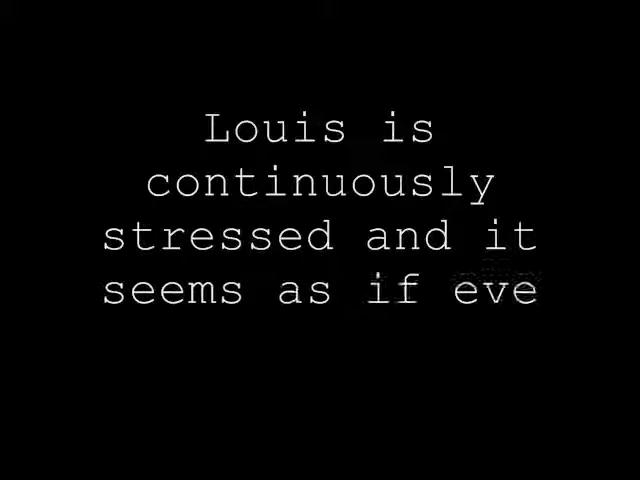 Louis is
continuously
stressed and it
seems as if eve